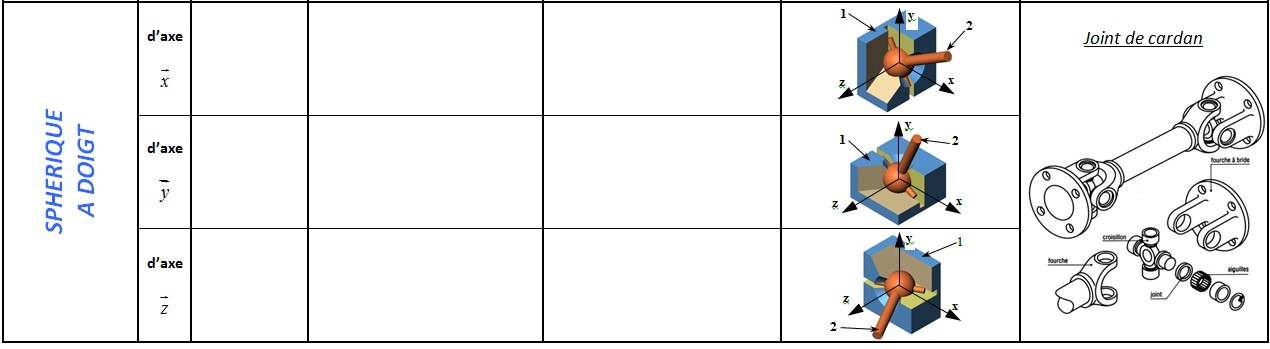 SPHERIQUE
A DOIGT
d'axe
x
1
y
2
z
x
Joint de cardan
d'axe
y
1
y
2
z
x
fourche à bride
d'axe
z
y
1
z
x
2
croisillon
fourche
aiguilles
joint